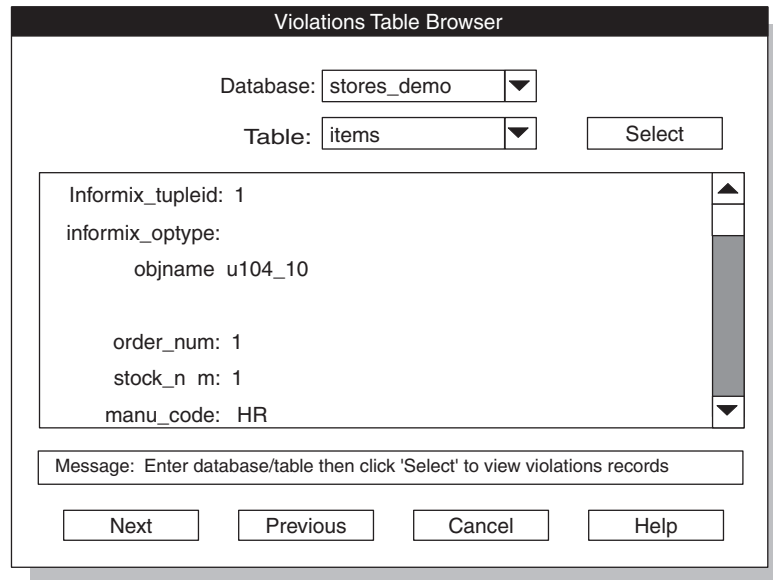 Violations Table Browser
Database: stores_demo
Table: items Select
Informix_tupleid: 1
informix_optype:
objname u104_10
order_num: 1
stock_n m: 1
manu_code: HR
Message: Enter database/table then click 'Select' to view violations records
Next Previous Cancel Help